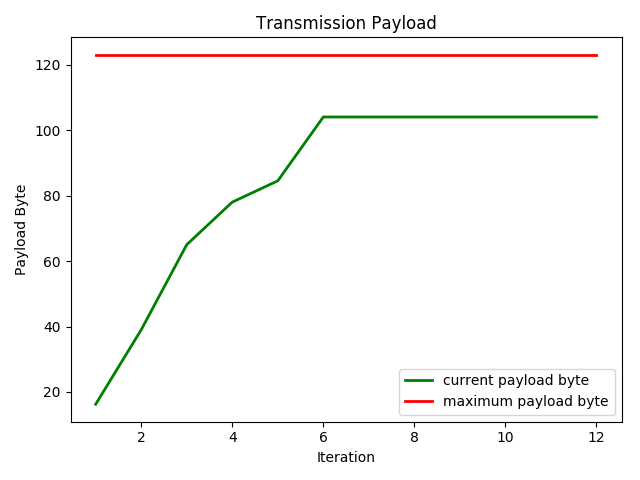 Transmission Payload
120
100
80
60
40
20
Payload Byte
current payload byte
maximum payload byte
2 4 6 8 10 12
Iteration